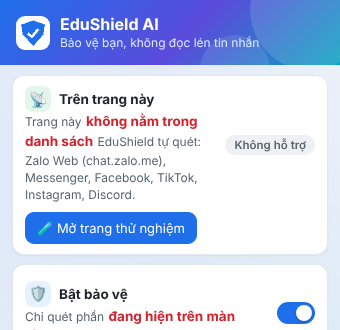 EduShield AI
Bảo vệ bạn, không đọc lén tin nhắn
Trên trang này
Trang này không nằm trong
danh sách EduShield tự quét:
Zalo Web (chat.zalo.me),
Messenger, Facebook, TikTok,
Instagram, Discord.
Không hỗ trợ
Mở trang thử nghiệm
Bật bảo vệ
Chỉ quét phần đang hiện trên màn